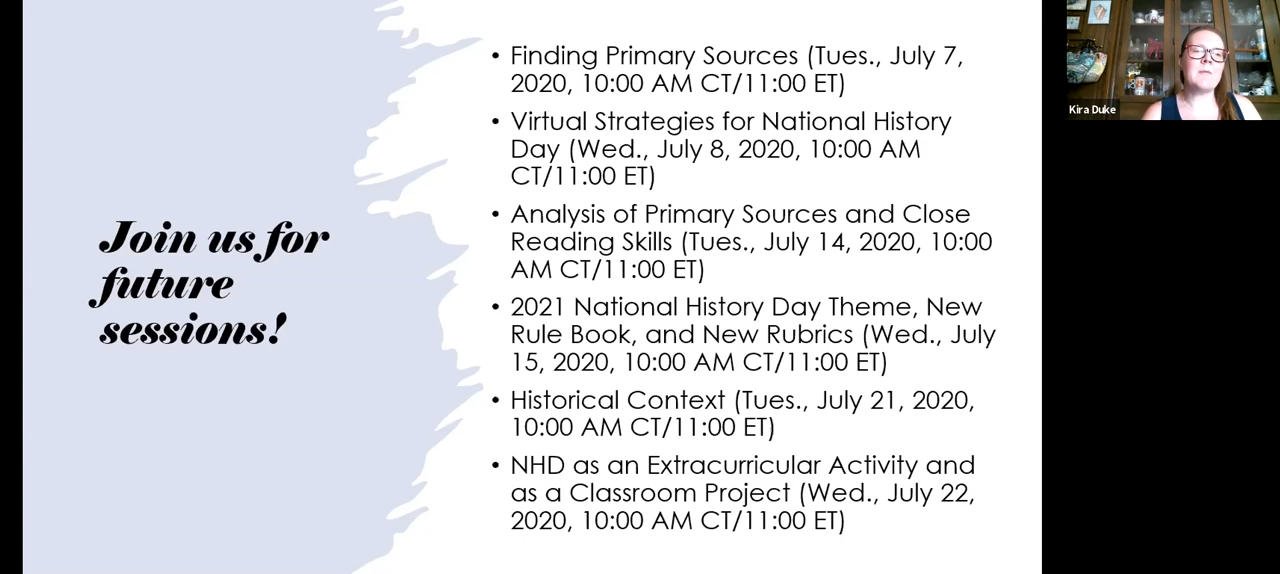 Join us for
future
sessions!
• Finding Primary Sources (Tues., July 7,
2020, 10:00 AM CT/11:00 ET)
• Virtual Strategies for National History
Day (Wed., July 8, 2020, 10:00 AM
CT/11:00 ET)
• Analysis of Primary Sources and Close
Reading Skills (Tues., July 14, 2020, 10:00
AM CT/11:00 ET)
• 2021 National History Day Theme, New
Rule Book, and New Rubrics (Wed., July
15, 2020, 10:00 AM CT/11:00 ET)
• Historical Context (Tues., July 21, 2020,
10:00 AM CT/11:00 ET)
• NHD as an Extracurricular Activity and
as a Classroom Project (Wed., July 22,
2020, 10:00 AM CT/11:00 ET)
Kira Duke